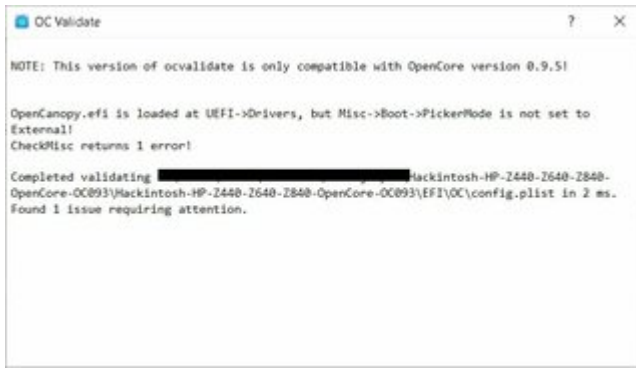 OC Validate ? ×
NOTE: This version of ocvalidate is only compatible with OpenCore version 0.9.5!
OpenCanopy.efi is loaded at UEFI->Drivers, but Misc->Boot->PickerMode is not set to
External!
CheckMisc returns 1 error!
Completed validating Hackintosh-HP-Z440-Z640-Z840-
OpenCore-OC093\Hackintosh-HP-Z440-Z640-Z840-OpenCore-OC093\EFI\OC\config.plist in 2 ms.
Found 1 issue requiring attention.